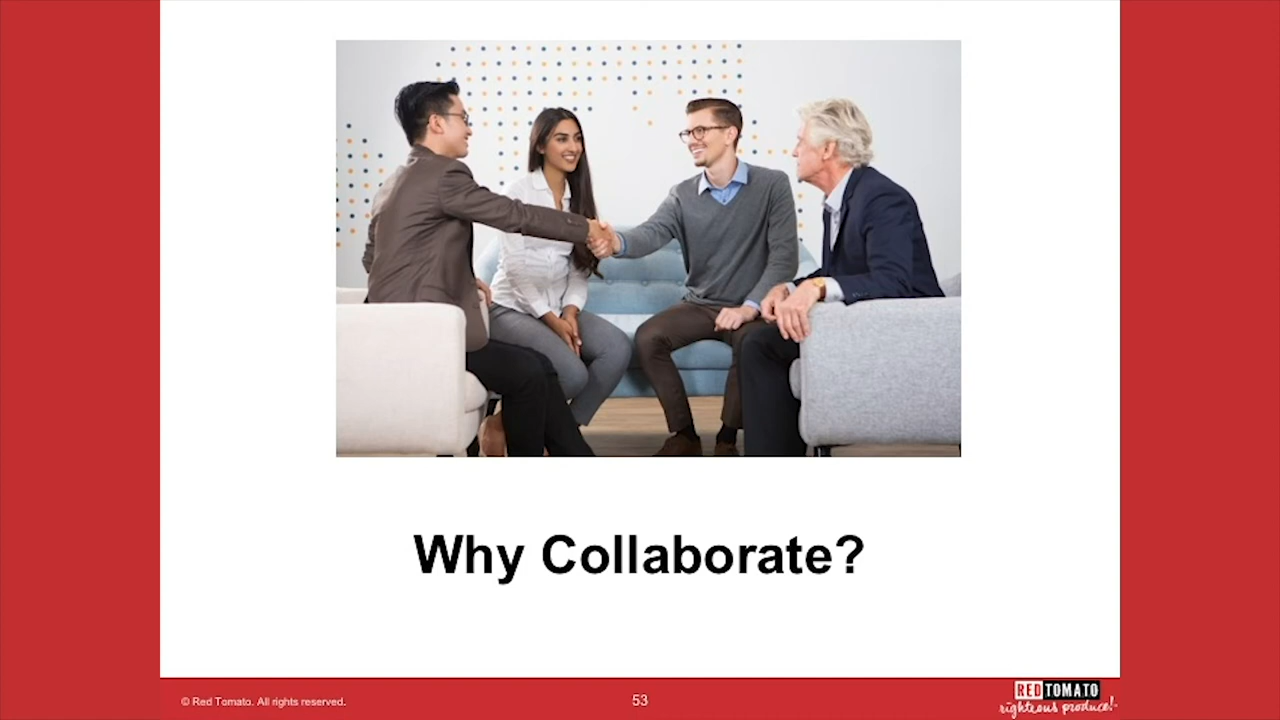 Why Collaborate?
© Red Tomato. All rights reserved.
53
RED TOMATO
righteous produce!